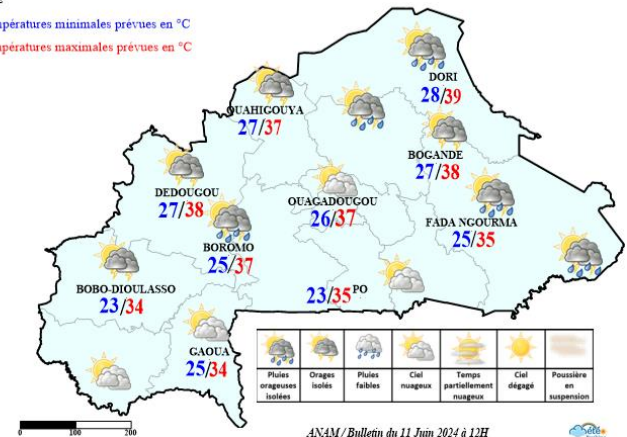 mpératures minimales prévues en °C
mpératures maximales prévues en °C
DORI
28/39
OUAHIGOUYA
27/37
BOGANDE
27/38
DEDOUGOU
27/38
OUAGADOUGOU
26/37
FADA NGOURMA
25/35
BOROMO
25/37
BOBO-DIOULASSO
23/34
23/35 PO
GAOUA
25/34
Pluies orageuses isolées
Orages isolés
Pluies faibles
Ciel nuageux
Temps partiellement nuageux
Ciel dégagé
Poussière en suspension
0 100 200
ANAM / Bulletin du 11 Juin 2024 à 12H